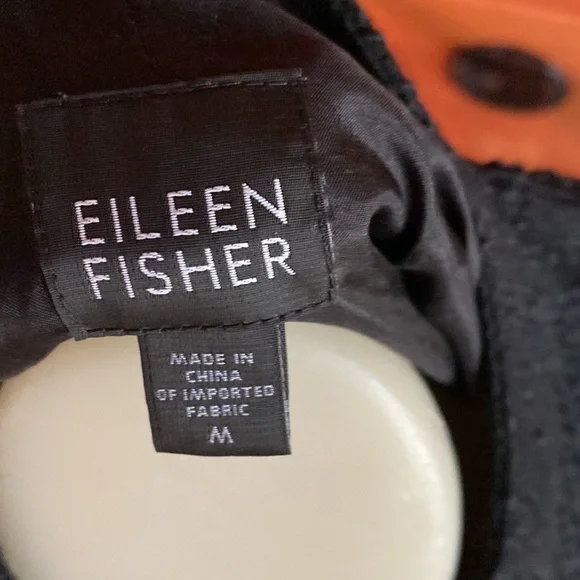 EILEEN
FISHER
MADE IN
CHINA
OF IMPORTED
FABRIC
M